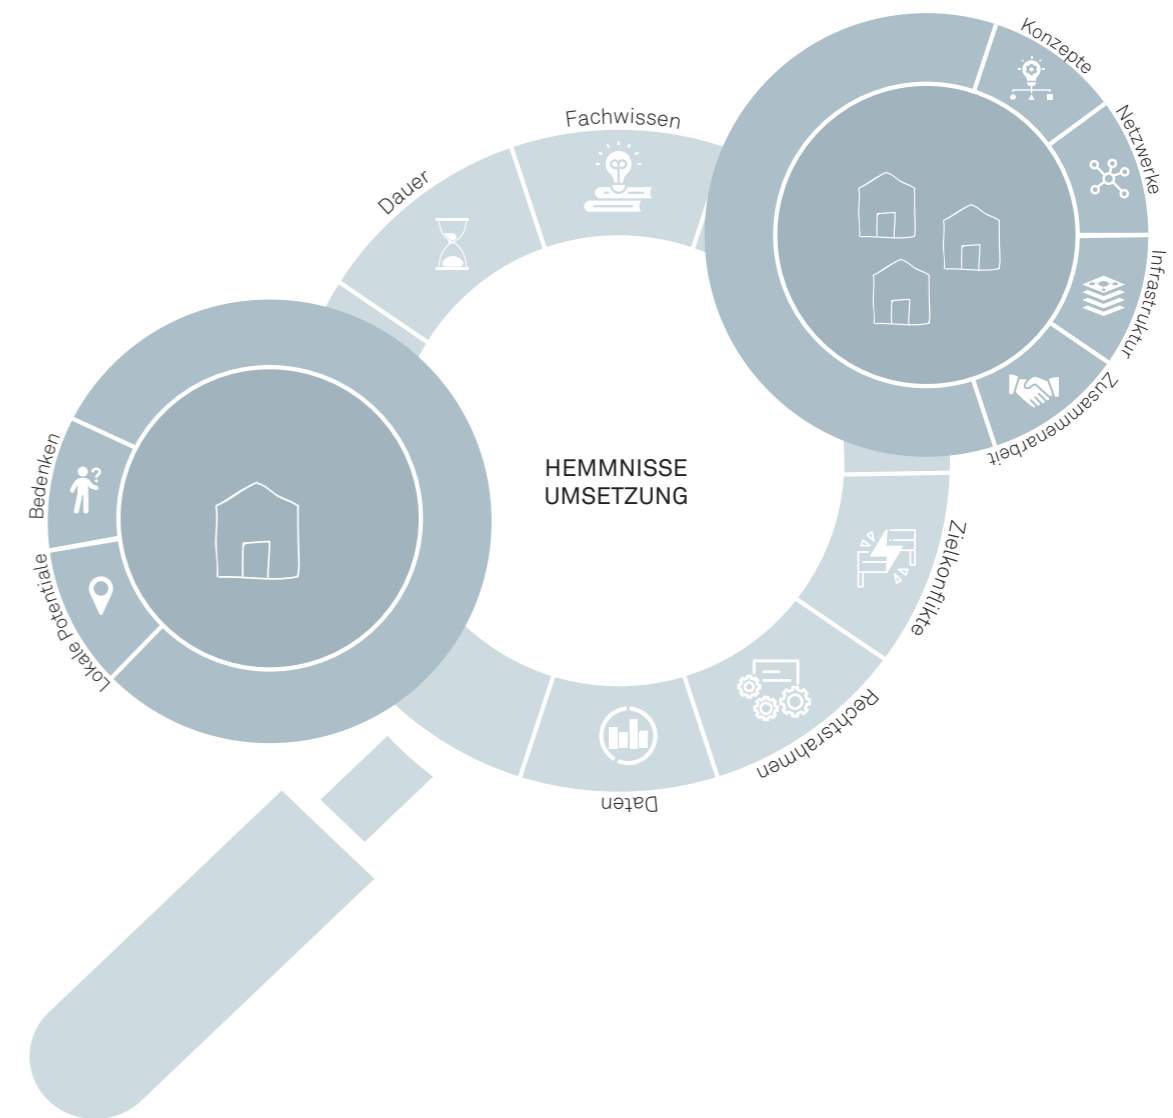 Konzepte
Netzwerke
Infrastruktur
Zusammenarbeit
Fachwissen
Dauer
HEMMNISSE
UMSETZUNG
Bedenken
Lokale Potentiale
Zielkonflikte
Rechtsrahmen
Daten
?